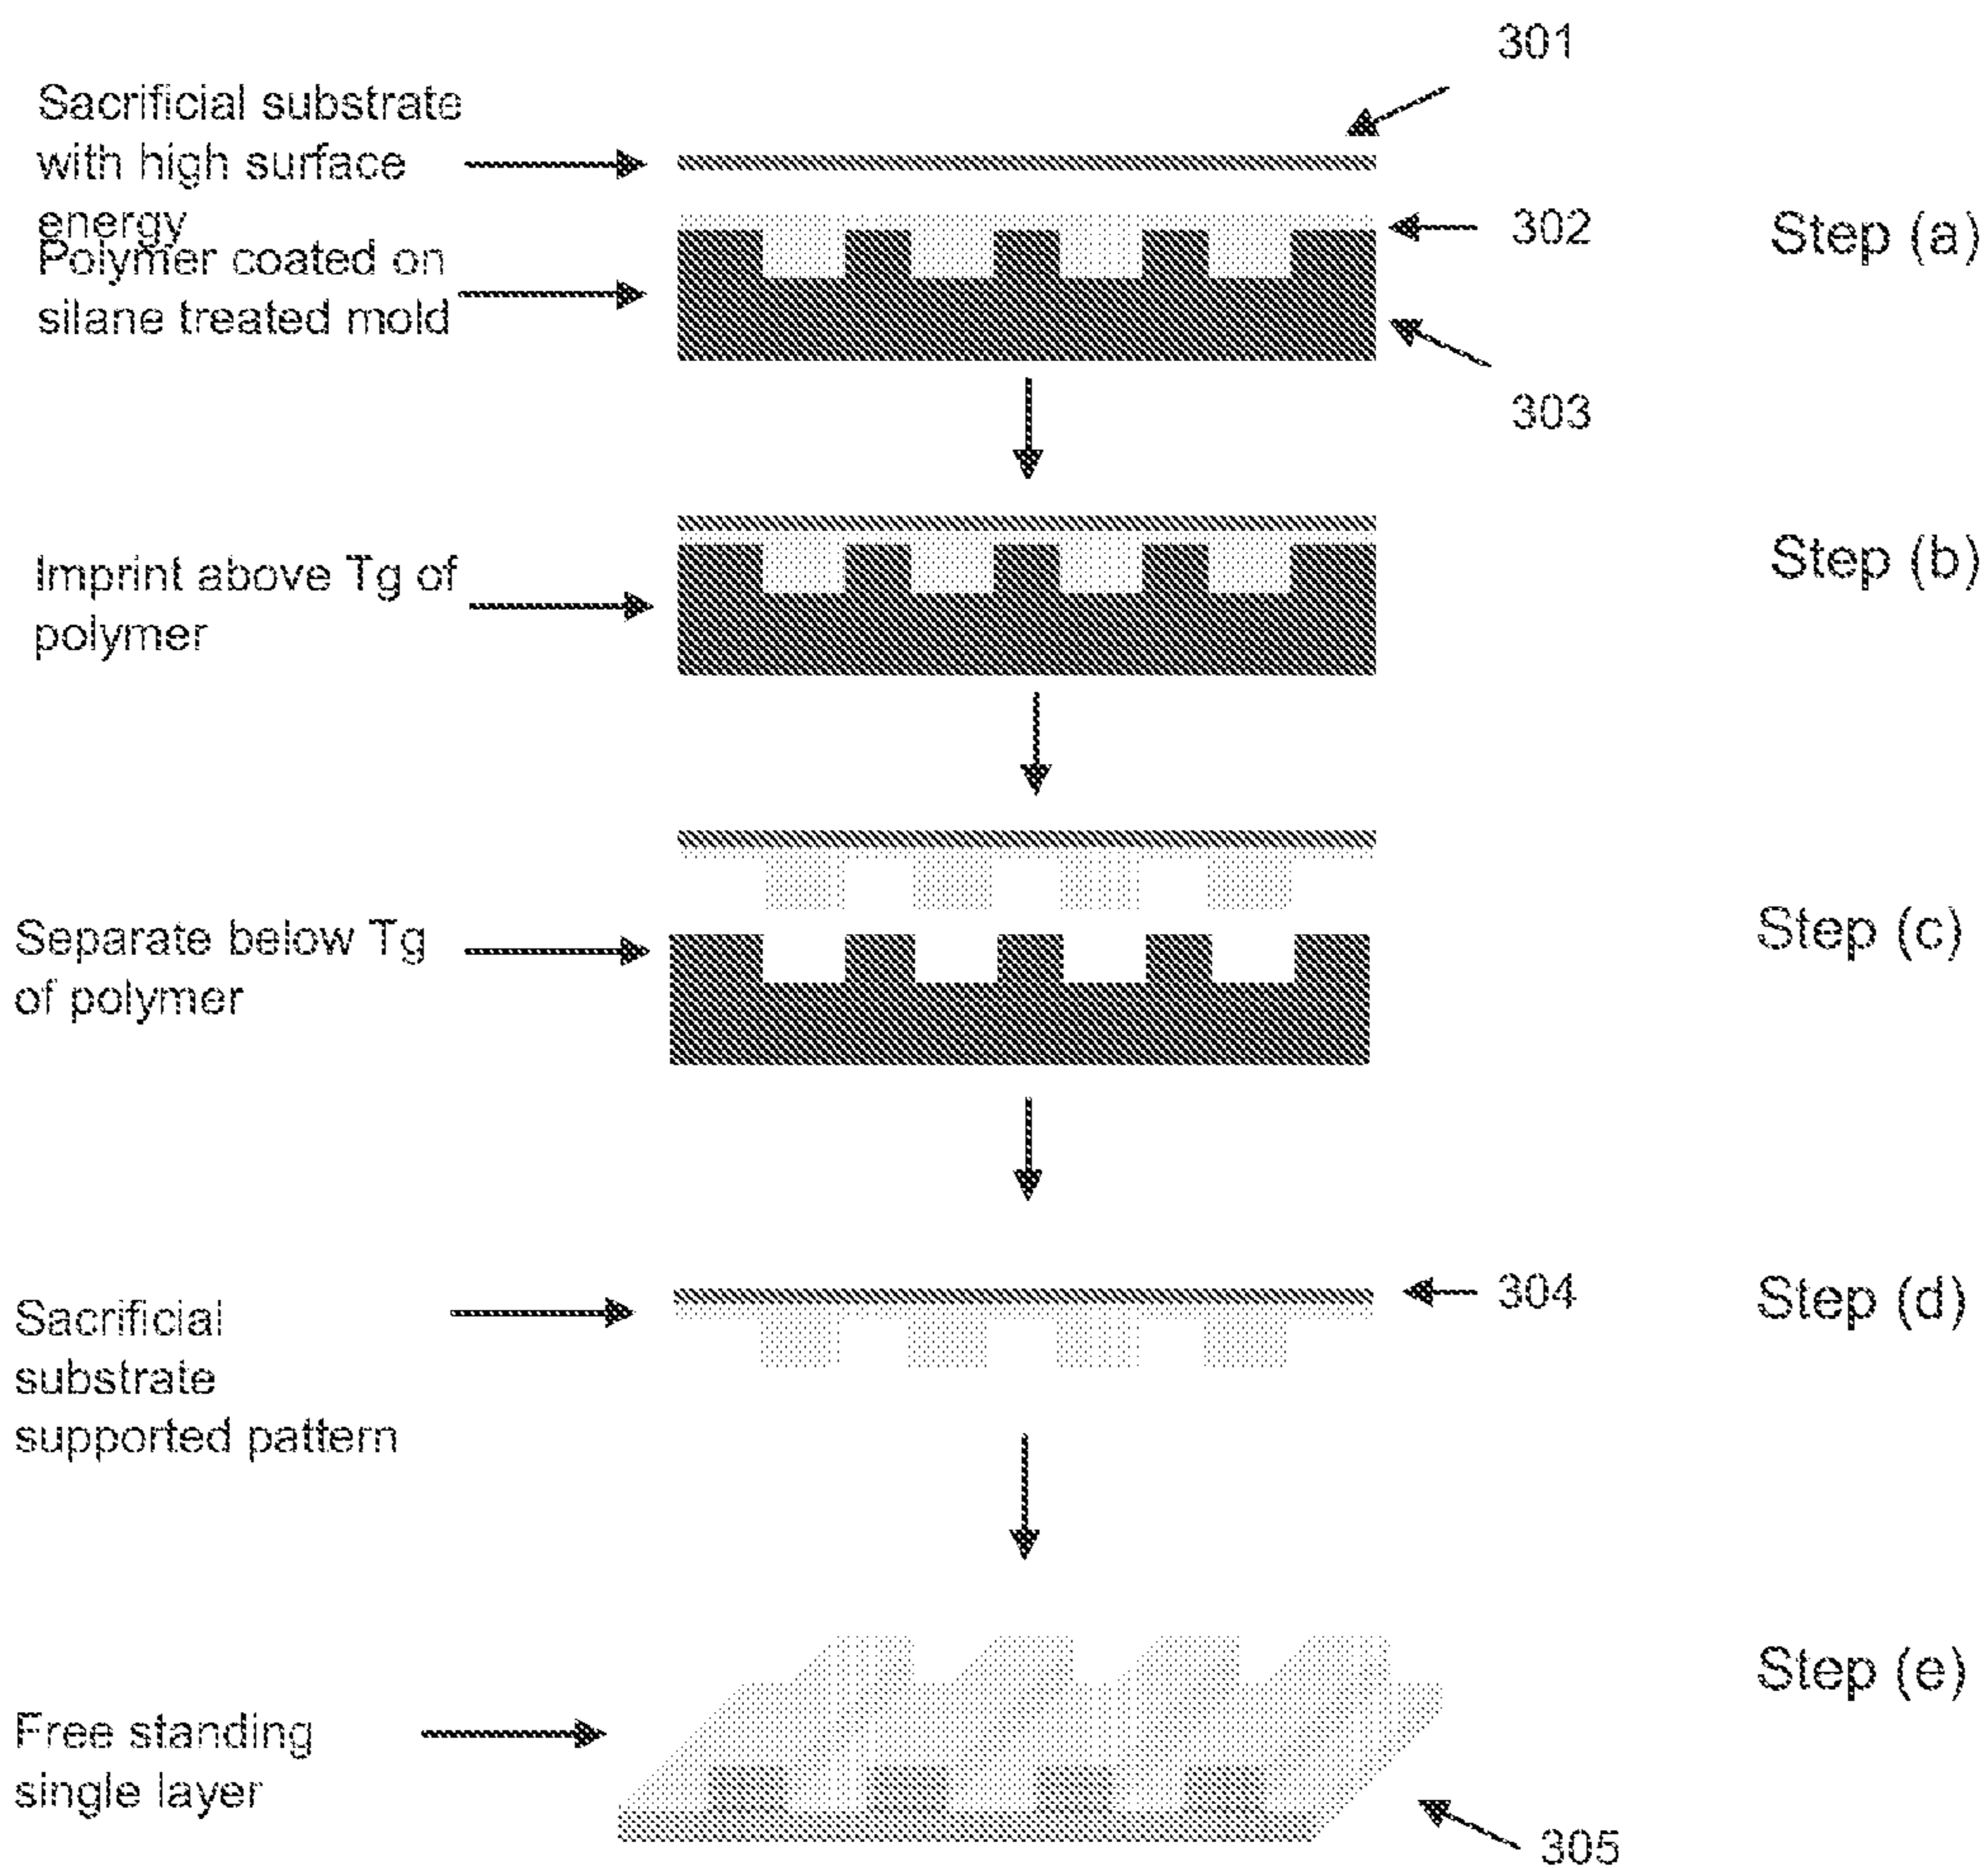 301
Sacrificial substrate
with high surface
energy
302
Step (a)
Polymer coated on
silane treated mold
303
Imprint above Tg of
polymer
Step (b)
Separate below Tg
of polymer
Step (c)
Sacrificial
substrate
supported pattern
304
Step (d)
Free standing
single layer
Step (e)
305